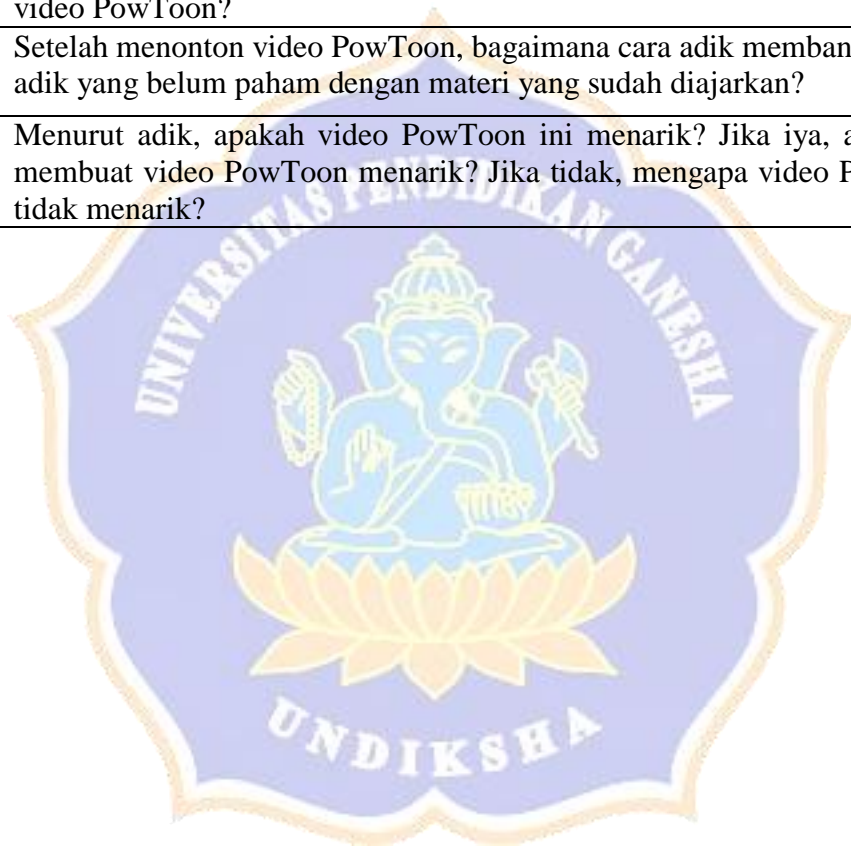 video PowToon?
Setelah menonton video PowToon, bagaimana cara adik memban
adik yang belum paham dengan materi yang sudah diajarkan?
Menurut adik, apakah video PowToon ini menarik? Jika iya, a
membuat video PowToon menarik? Jika tidak, mengapa video P
tidak menarik?
UNIVERSITAS PENDIDIKAN GANESHA
UNDIKSHA